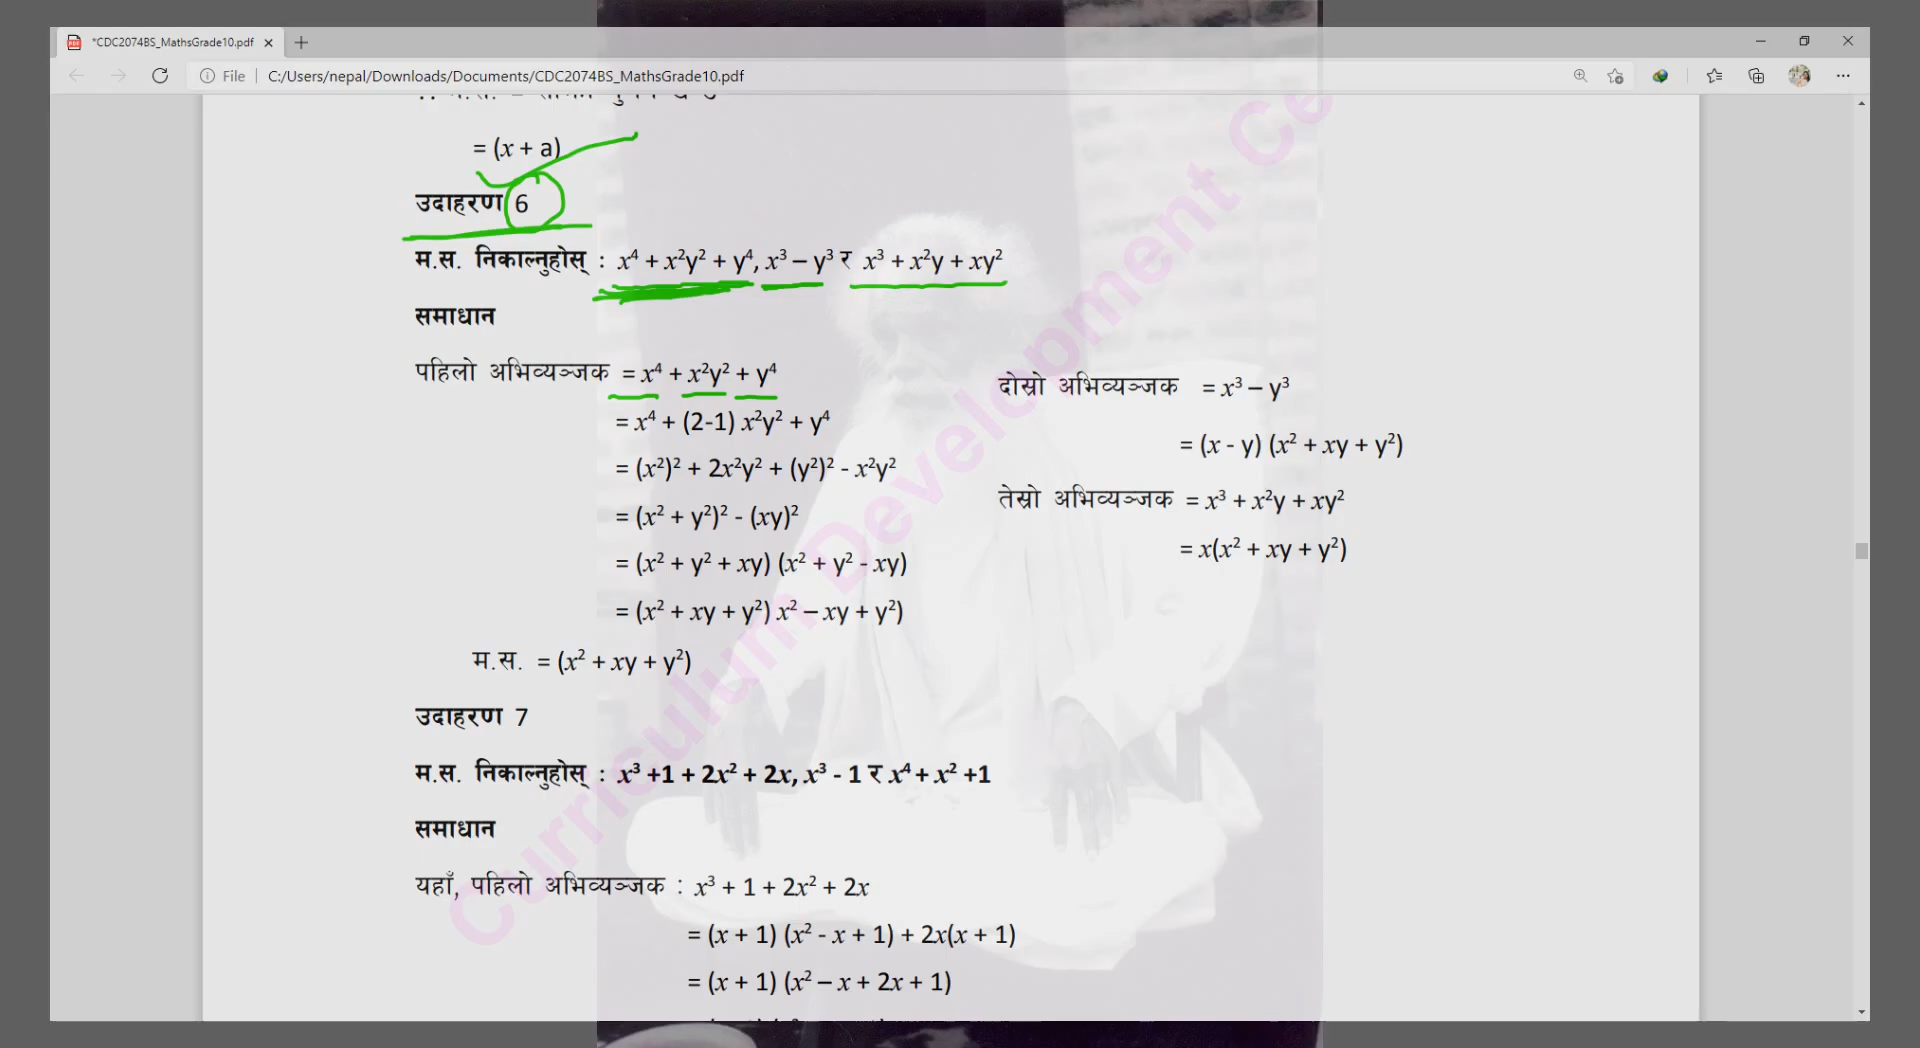 *CDC2074BS_MathsGrade10.pdf
File C:/Users/nepal/Downloads/Documents/CDC2074BS_MathsGrade10.pdf ...
= (x + a)
उदाहरण 6
म.स. निकाल्नुहोस् : x⁴ + x²y² + y⁴, x³ – y³ र x³ + x²y + xy²
समाधान
पहिलो अभिव्यञ्जक = x⁴ + x²y² + y⁴
= x⁴ + (2-1) x²y² + y⁴
= (x²)² + 2x²y² + (y²)² - x²y²
= (x² + y²)² - (xy)²
= (x² + y² + xy) (x² + y² - xy)
= (x² + xy + y²) x² – xy + y²)
म.स. = (x² + xy + y²)
दोस्रो अभिव्यञ्जक = x³ – y³
= (x - y) (x² + xy + y²)
तेस्रो अभिव्यञ्जक = x³ + x²y + xy²
= x(x² + xy + y²)
उदाहरण 7
म.स. निकाल्नुहोस् : x³ +1 + 2x² + 2x, x³ - 1 र x⁴ + x² +1
समाधान
यहाँ, पहिलो अभिव्यञ्जक : x³ + 1 + 2x² + 2x
= (x + 1) (x² - x + 1) + 2x(x + 1)
= (x + 1) (x² – x + 2x + 1)
Curriculum Development Ce